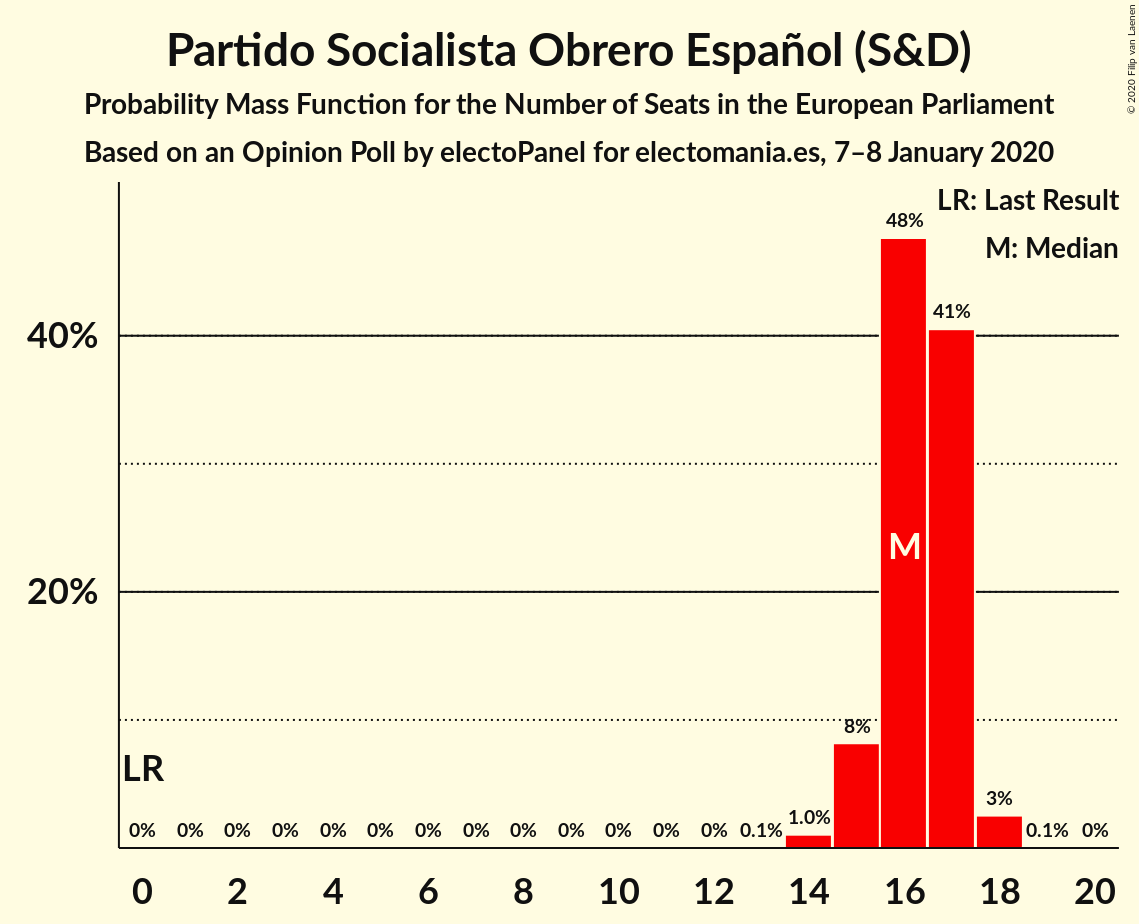 Partido Socialista Obrero Español (S&D)
Probability Mass Function for the Number of Seats in the European Parliament
Based on an Opinion Poll by electoPanel for electomania.es, 7–8 January 2020
© 2020 Filip van Laenen
LR: Last Result
M: Median
48%
41%
40%
M
20%
8%
LR
3%
1.0%
0% 0% 0% 0% 0% 0% 0% 0% 0% 0% 0% 0% 0% 0.1% 0.1% 0%
0 2 4 6 8 10 12 14 16 18 20